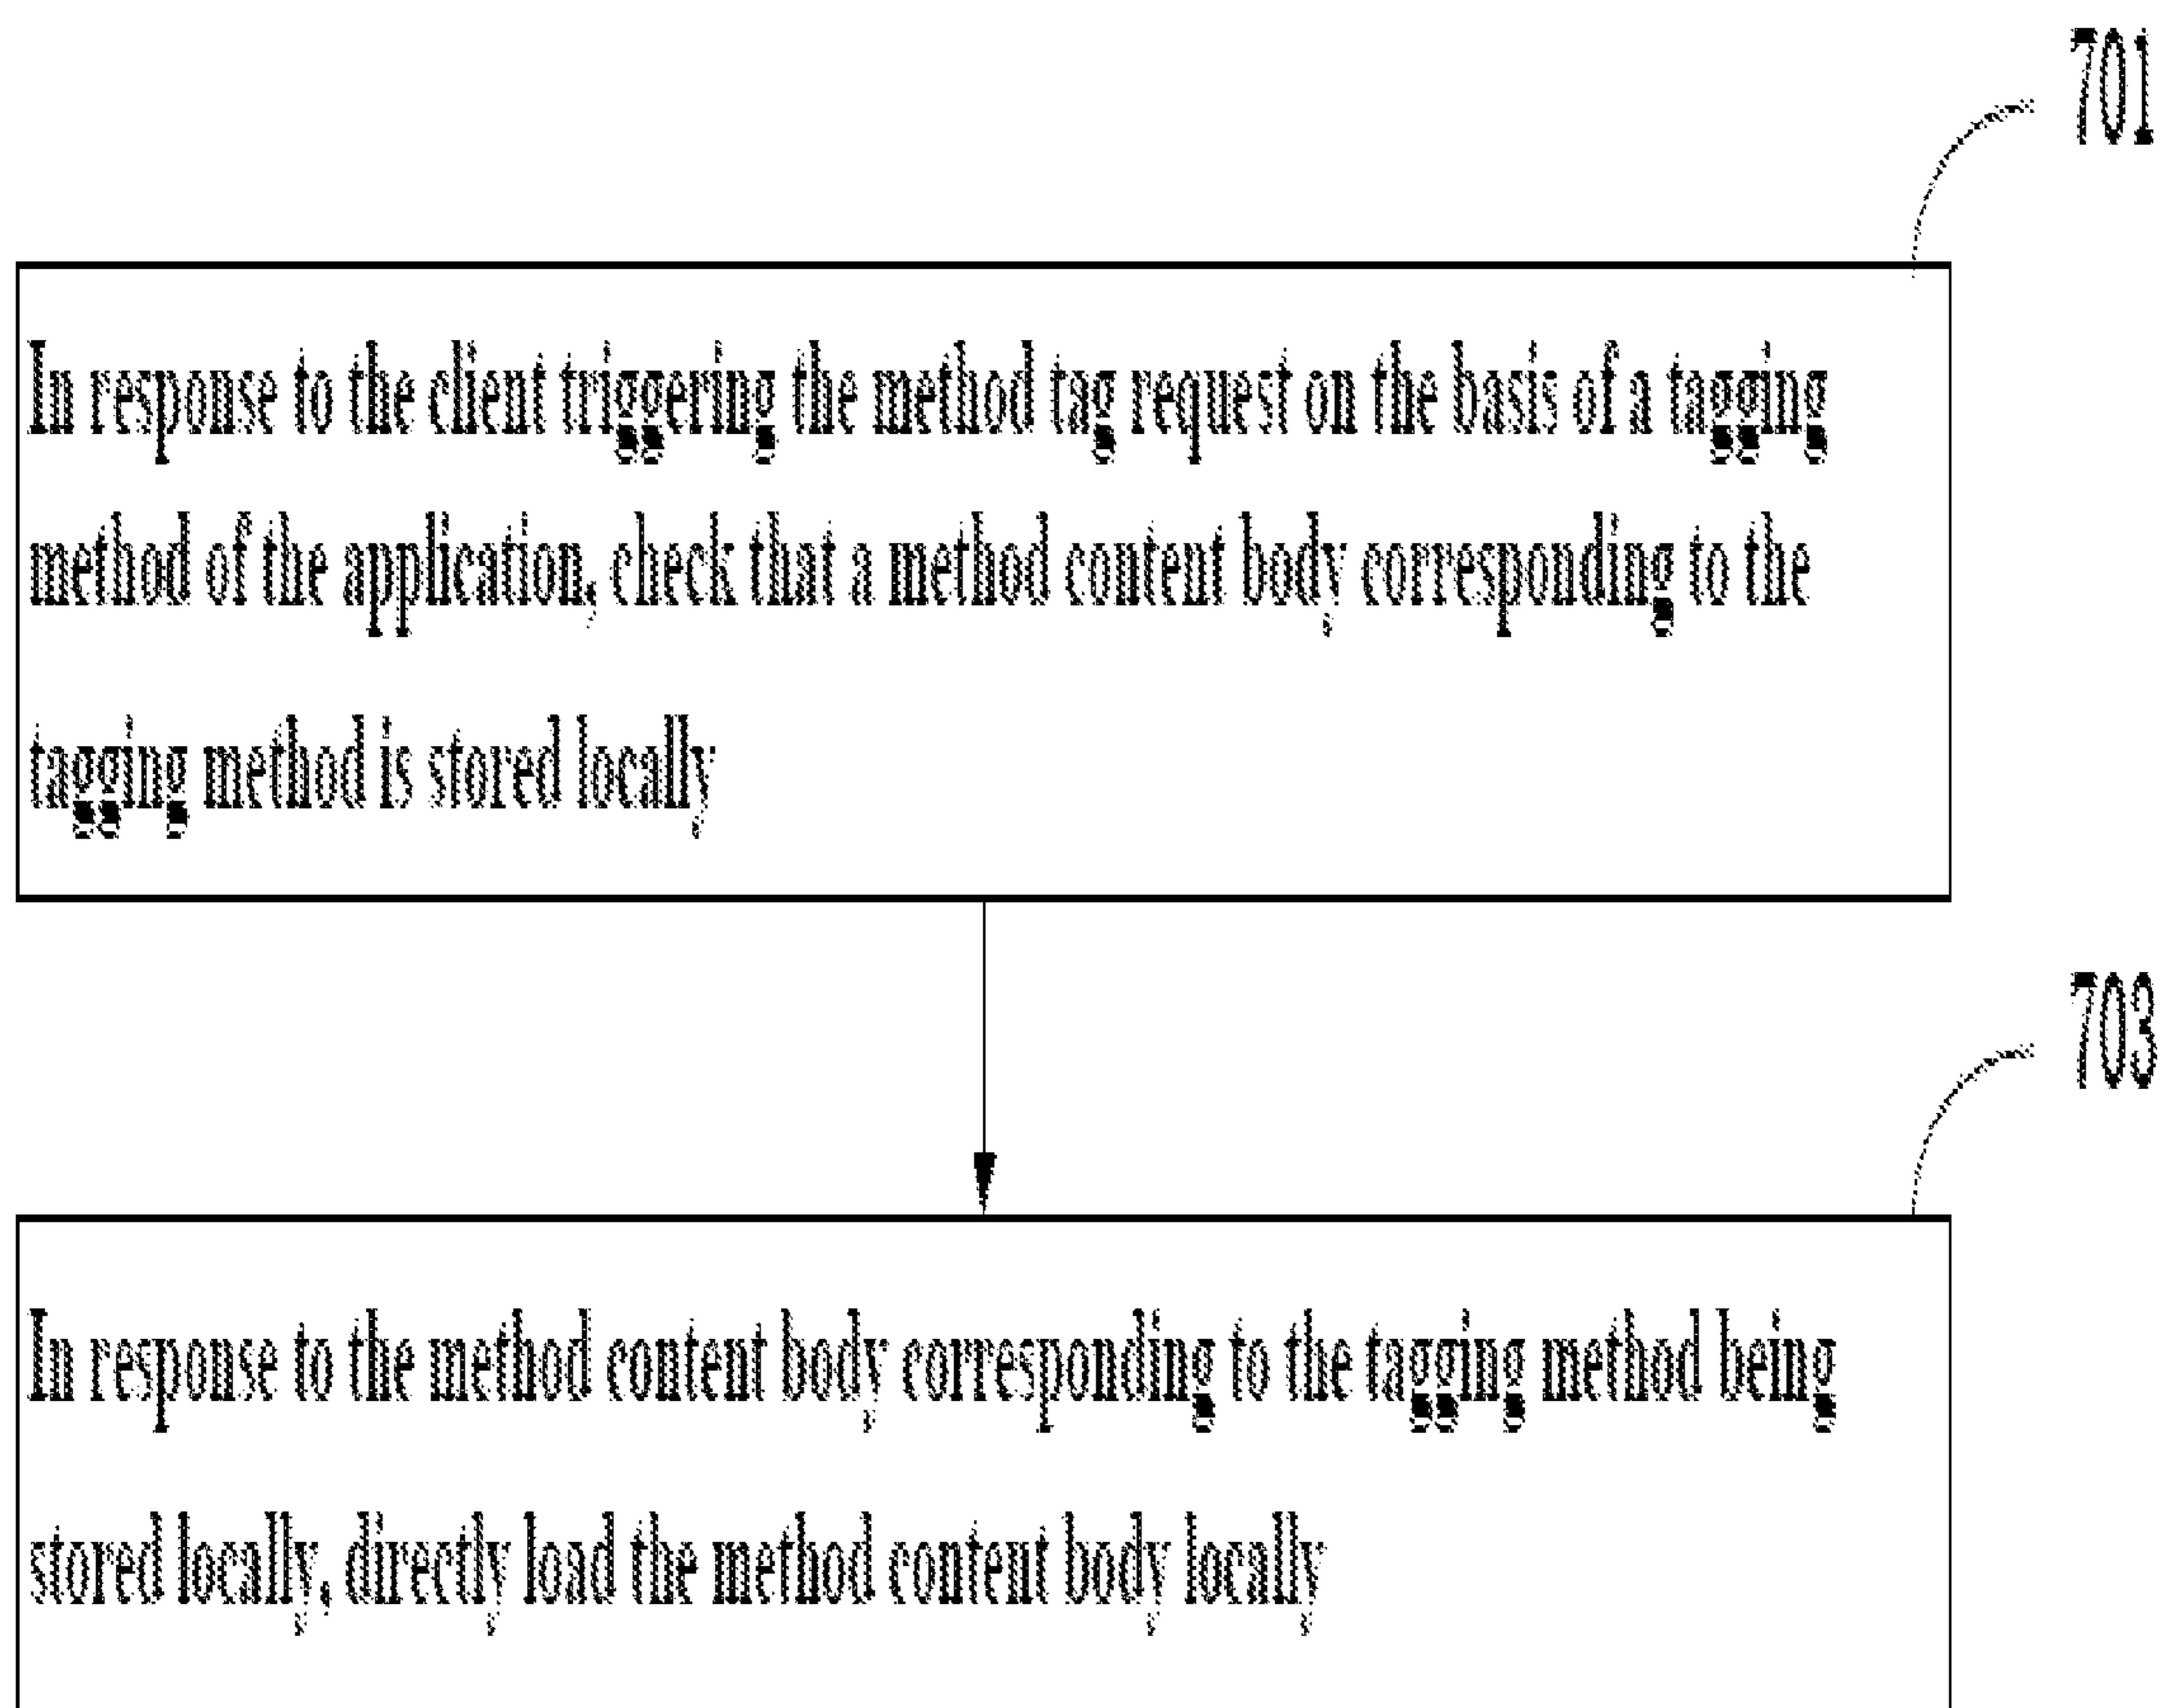 701
In response to the client triggering the method tag request on the basis of a tagging
method of the application, check that a method content body corresponding to the
tagging method is stored locally
703
In response to the method content body corresponding to the tagging method being
stored locally, directly load the method content body locally